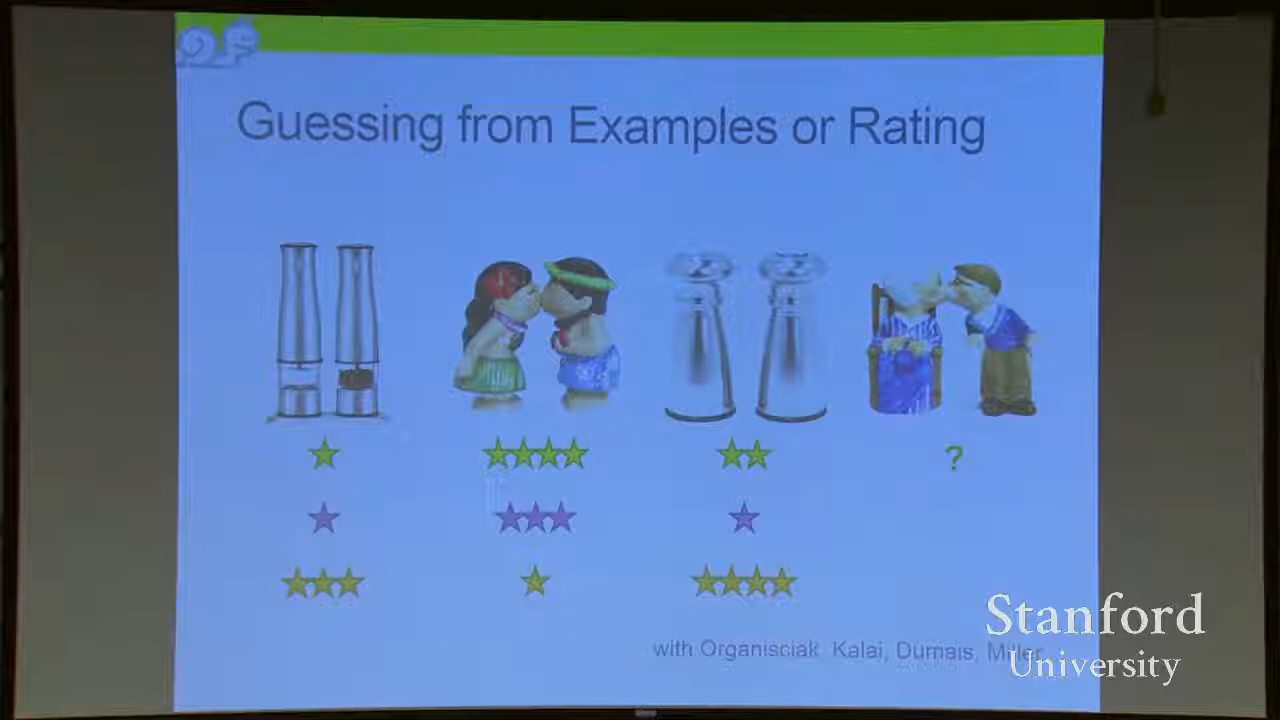 Guessing from Examples or Rating
?
with Organisciak, Kalai, Dumais, Miller
Stanford
University